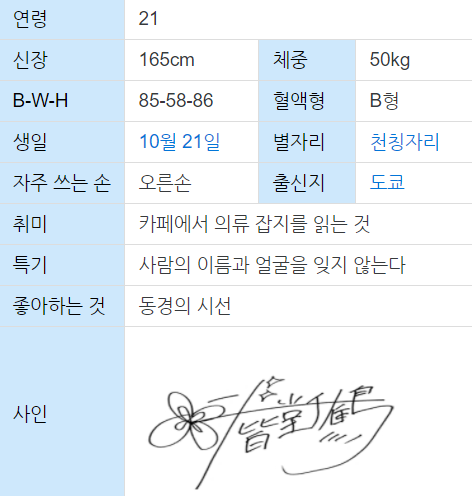 연령 21
신장 165cm 체중 50kg
B-W-H 85-58-86 혈액형 B형
생일 10월 21일 별자리 천칭자리
자주 쓰는 손 오른손 출신지 도쿄
취미 카페에서 의류 잡지를 읽는 것
특기 사람의 이름과 얼굴을 잊지 않는다
좋아하는 것 동경의 시선
사인